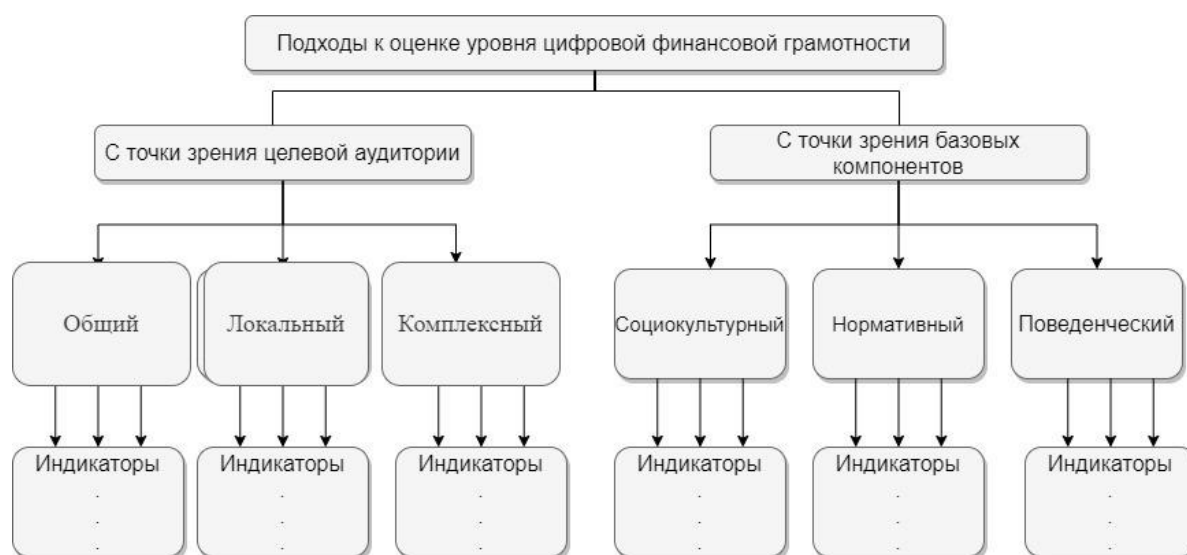 Подходы к оценке уровня цифровой финансовой грамотности
С точки зрения целевой аудитории
С точки зрения базовых
компонентов
Общий
Локальный
Комплексный
Социокультурный
Нормативный
Поведенческий
Индикаторы
.
.
.
Индикаторы
.
.
.
Индикаторы
.
.
.
Индикаторы
.
.
.
Индикаторы
.
.
.
Индикаторы
.
.
.